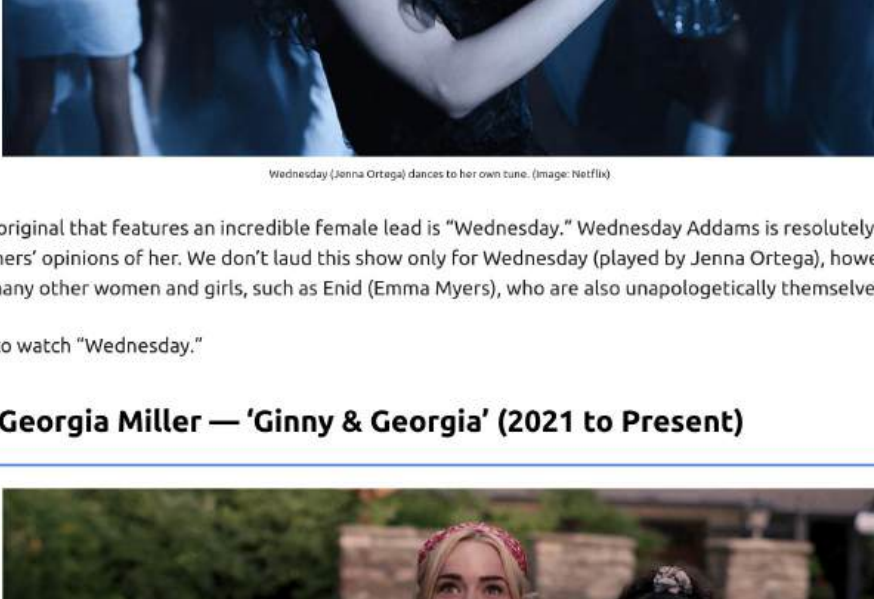 Wednesday (Jenna Ortega) dances to her own tune. (Image: Netflix)
original that features an incredible female lead is “Wednesday.” Wednesday Addams is resolutely
opinions of her. We don’t laud this show only for Wednesday (played by Jenna Ortega),
many other women and girls, such as Enid (Emma Myers), who are also unapologetically
to watch “Wednesday.”
Georgia Miller — ‘Ginny & Georgia’ (2021 to Present)